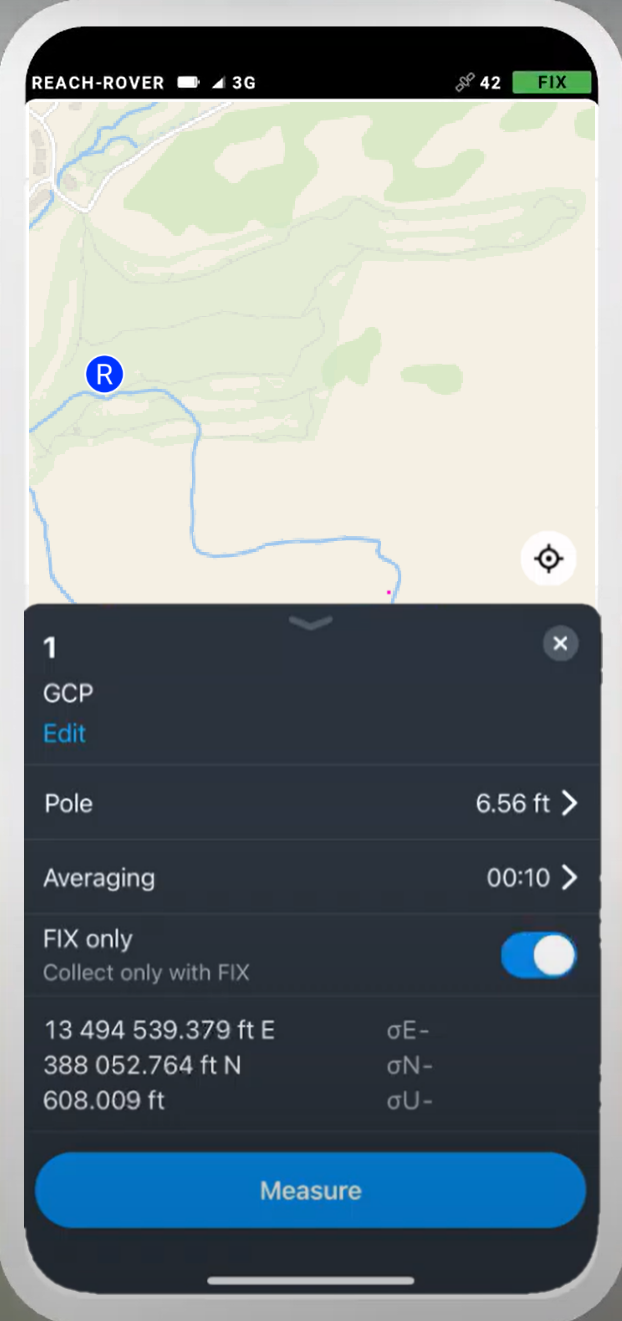 REACH-ROVER 3G 42 FIX
R
1
GCP
Edit
Pole 6.56 ft
Averaging 00:10
FIX only
Collect only with FIX
13 494 539.379 ft E σE-
388 052.764 ft N σN-
608.009 ft σU-
Measure